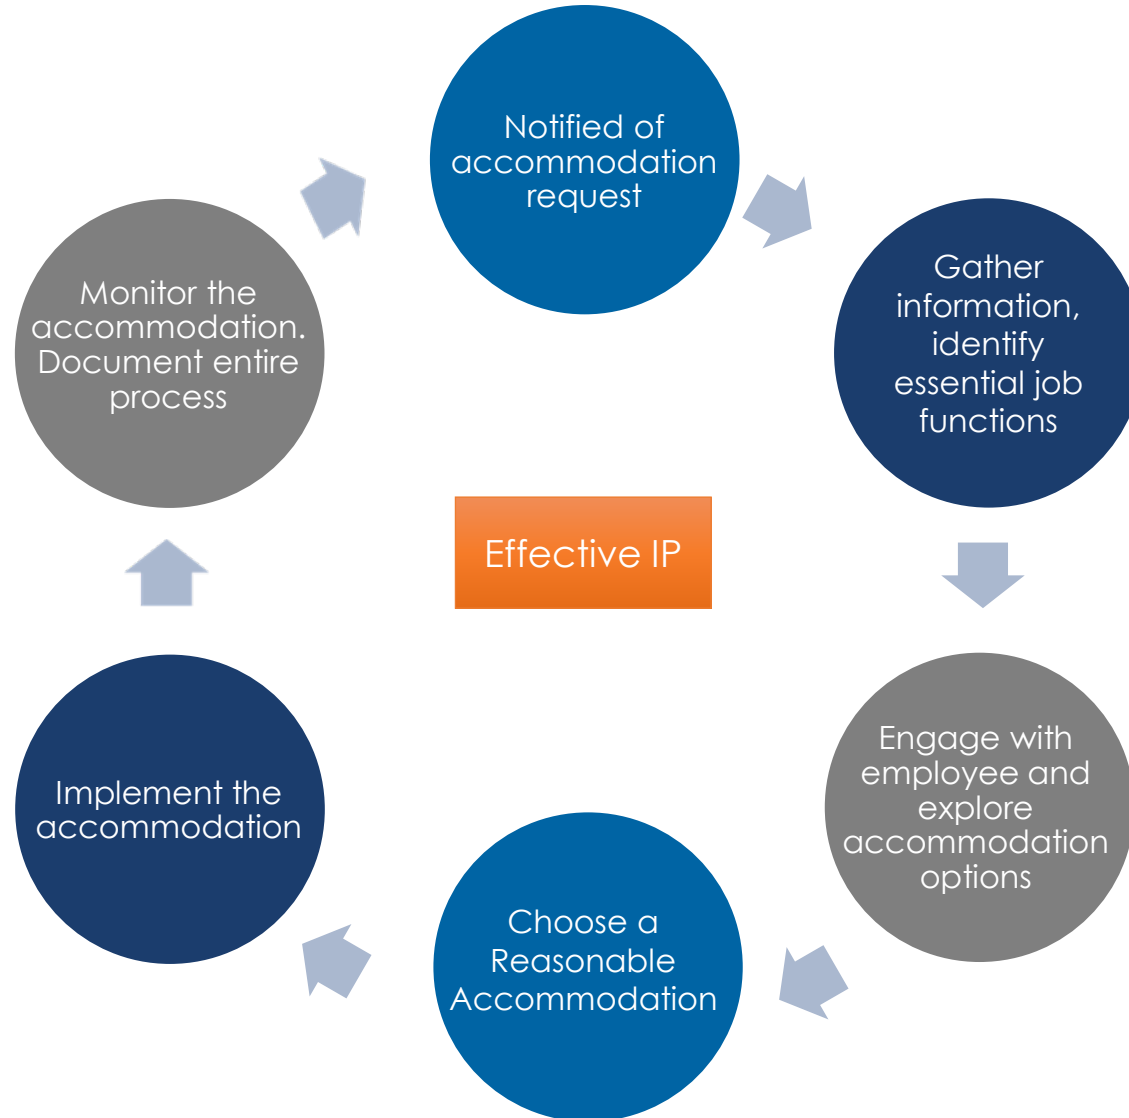 Notified of
accommodation
request
Gather
information,
identify
essential job
functions
Engage with
employee and
explore
accommodation
options
Choose a
Reasonable
Accommodation
Implement the
accommodation
Monitor the
accommodation.
Document entire
process
Effective IP